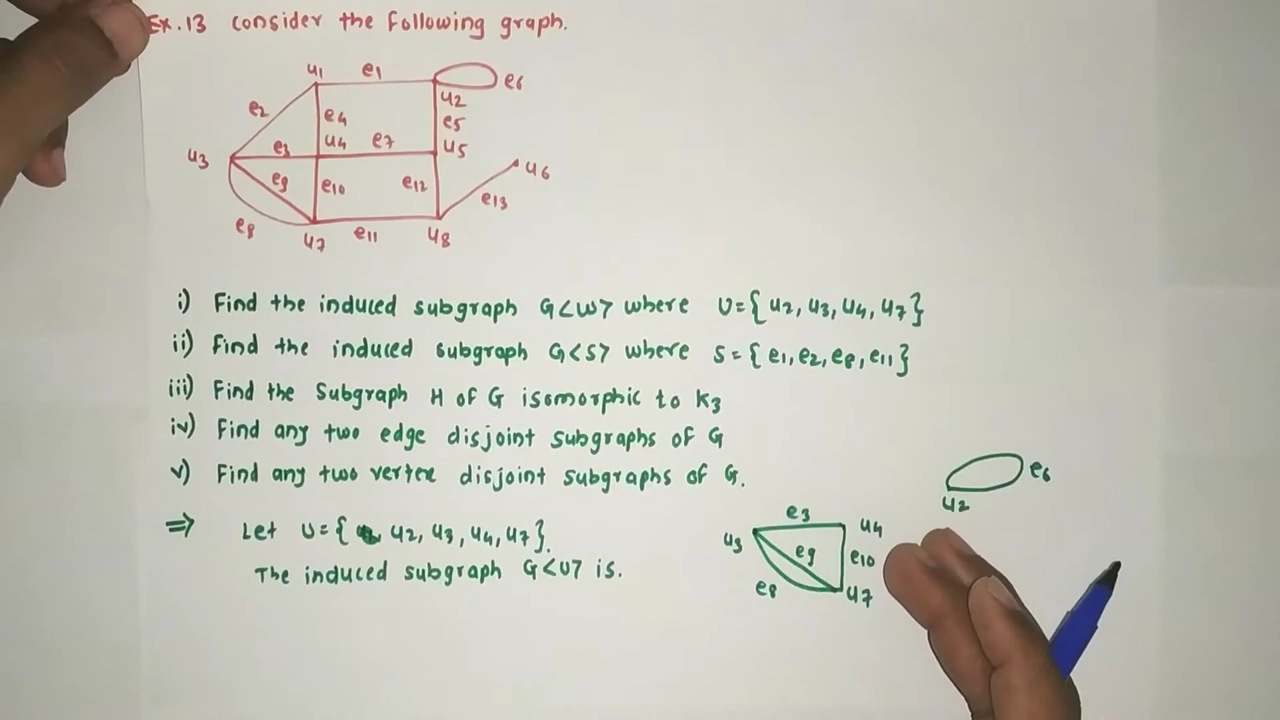 Ex.13 consider the following graph.
u1 e1 e6
u2
e2 e4 e5
u3 e3 u4 e7 u5
e9 e10 e12 u6
e13
e8 u7 e11 u8
i) Find the induced subgraph G<W> where U={u2, u3, u4, u7}
ii) Find the induced subgraph G<S> where S={e1, e2, e8, e11}
iii) Find the Subgraph H of G isomorphic to K3
iv) Find any two edge disjoint subgraphs of G
v) Find any two vertex disjoint subgraphs of G.
⇒ Let U={ u2, u3, u4, u7}.
The induced subgraph G<U> is.
e3 u4
u3 e9 e10
e8 u7
e6
u2